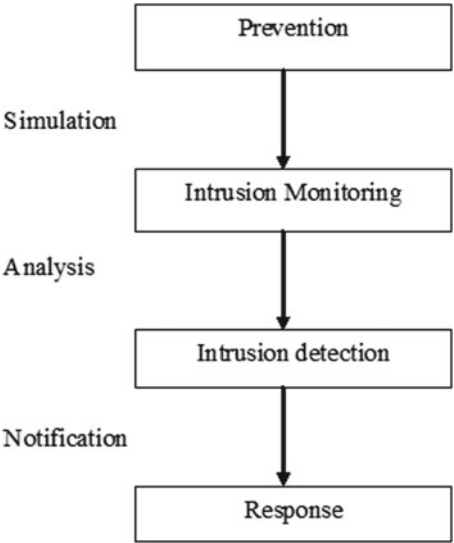 Prevention
Simulation
Intrusion Monitoring
Analysis
Intrusion detection
Notification
Response